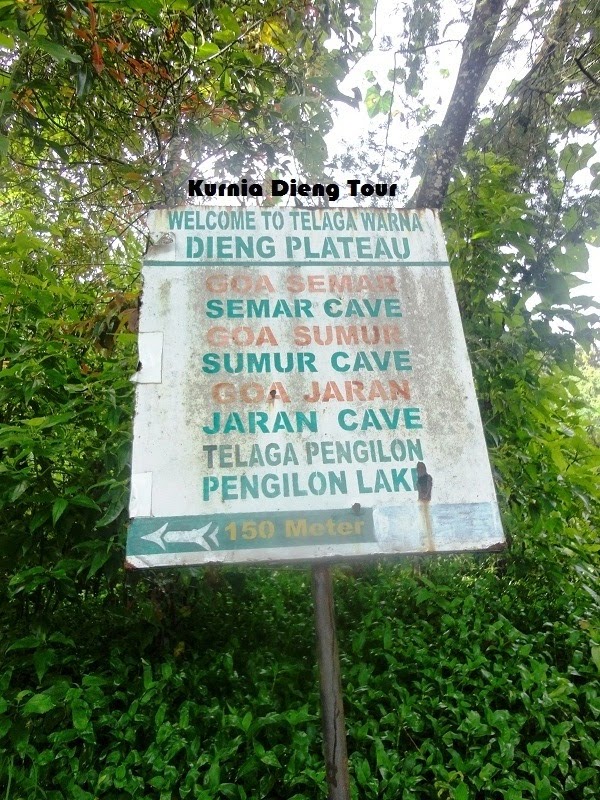 Kurnia Dieng Tour
WELCOME TO TELAGA WARNA
DIENG PLATEAU
GOA SEMAR
SEMAR CAVE
GOA SUMUR
SUMUR CAVE
GOA JARAN
JARAN CAVE
TELAGA PENGILON
PENGILON LAKE
150 Meter